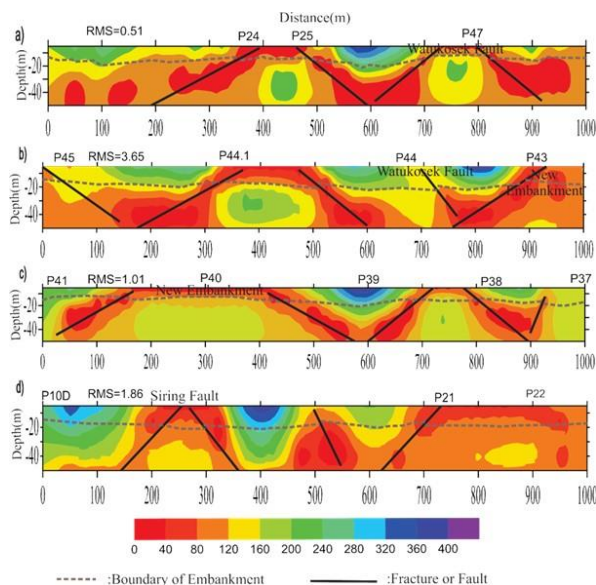 Distance(m)
a) RMS=0.51 P24 P25 P47
Watukosek Fault
Depth(m)
-20
-40
0 100 200 300 400 500 600 700 800 900 1000
b) P45 RMS=3.65 P44.1 P44 P43
Watukosek Fault New
Embankment
Depth(m)
-20
-40
0 100 200 300 400 500 600 700 800 900 1000
c) P41 RMS=1.01 P40 P39 P38 P37
New Embankment
Depth(m)
-20
-40
0 100 200 300 400 500 600 700 800 900 1000
d) P10D RMS=1.86 Siring Fault P21 P22
Depth(m)
-20
-40
0 100 200 300 400 500 600 700 800 900 1000
0 40 80 120 160 200 240 280 320 360 400
:Boundary of Embankment :Fracture or Fault